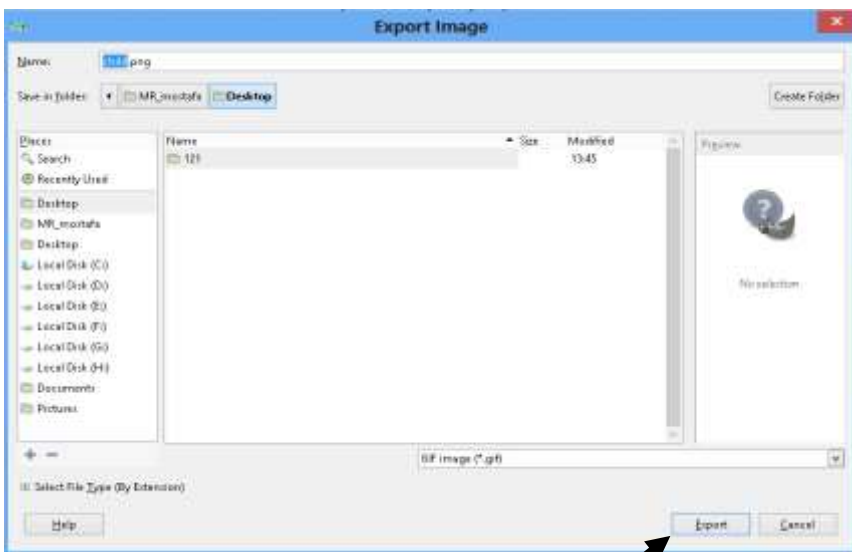 Export Image
Name: .png
Save in folder: MR_mostafa Desktop Create Folder
Places Name Size Modified Preview
Search 121 13:45
Recently Used
Desktop
MR_mostafa
Desktop
Local Disk (C:)
Local Disk (D:)
Local Disk (E:)
Local Disk (F:)
Local Disk (G:)
Local Disk (H:)
Documents
Pictures
No selection
GIF image (*.gif)
Select File Type (By Extension)
Help Export Cancel